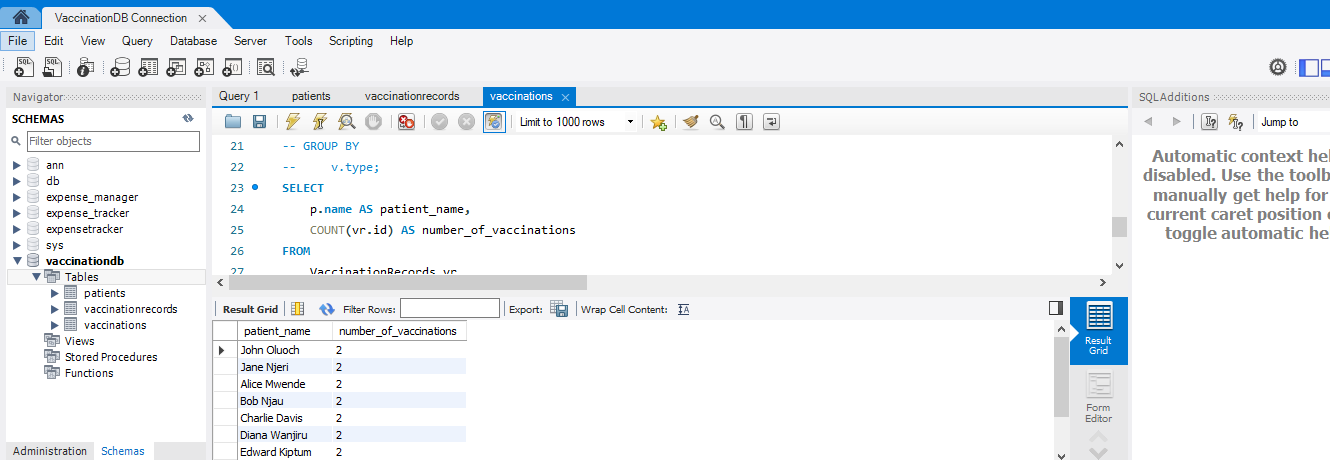 VaccinationDB Connection
File Edit View Query Database Server Tools Scripting Help
Navigator
SCHEMAS
Filter objects
ann
db
expense_manager
expense_tracker
expensetracker
sys
vaccinationdb
Tables
patients
vaccinationrecords
vaccinations
Views
Stored Procedures
Functions
Administration Schemas
Query 1 patients vaccinationrecords vaccinations
Limit to 1000 rows
21 -- GROUP BY
22 -- v.type;
23 SELECT
24 p.name AS patient_name,
25 COUNT(vr.id) AS number_of_vaccinations
26 FROM
27 VaccinationRecords vr
Result Grid Filter Rows: Export: Wrap Cell Content:
patient_name number_of_vaccinations
John Oluoch 2
Jane Njeri 2
Alice Mwende 2
Bob Njau 2
Charlie Davis 2
Diana Wanjiru 2
Edward Kiptum 2
Result
Grid
Form
Editor
SQLAdditions
Jump to
Automatic context hel
disabled. Use the toolb
manually get help for
current caret position
toggle automatic he